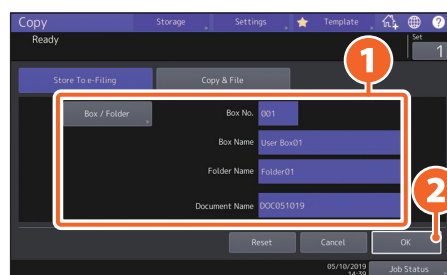 Copy Storage Settings Template ?
Ready Set 1
1
Store To e-Filing Copy & File
Box / Folder Box No. 001
Box Name User Box01
Folder Name Folder01
Document Name DOC051019
2
Reset Cancel OK
05/10/2019
14:39 Job Status